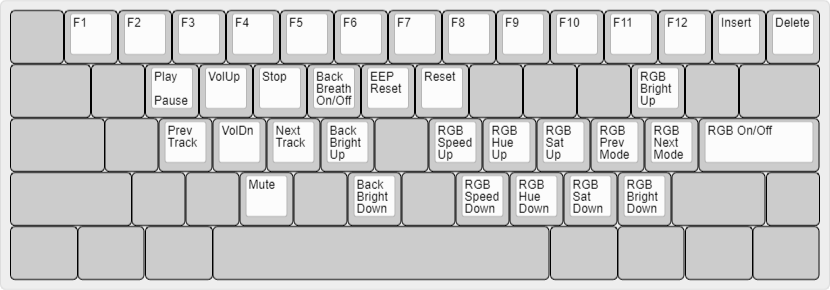 F1 F2 F3 F4 F5 F6 F7 F8 F9 F10 F11 F12 Insert Delete
Play VolUp Stop Back EEP Reset RGB
Breath Reset Bright
Pause On/Off Up
Prev VolDn Next Back RGB RGB RGB RGB RGB RGB On/Off
Track Track Bright Speed Hue Sat Prev Next
Up Up Up Up Mode Mode
Mute Back RGB RGB RGB RGB
Bright Speed Hue Sat Bright
Down Down Down Down Down